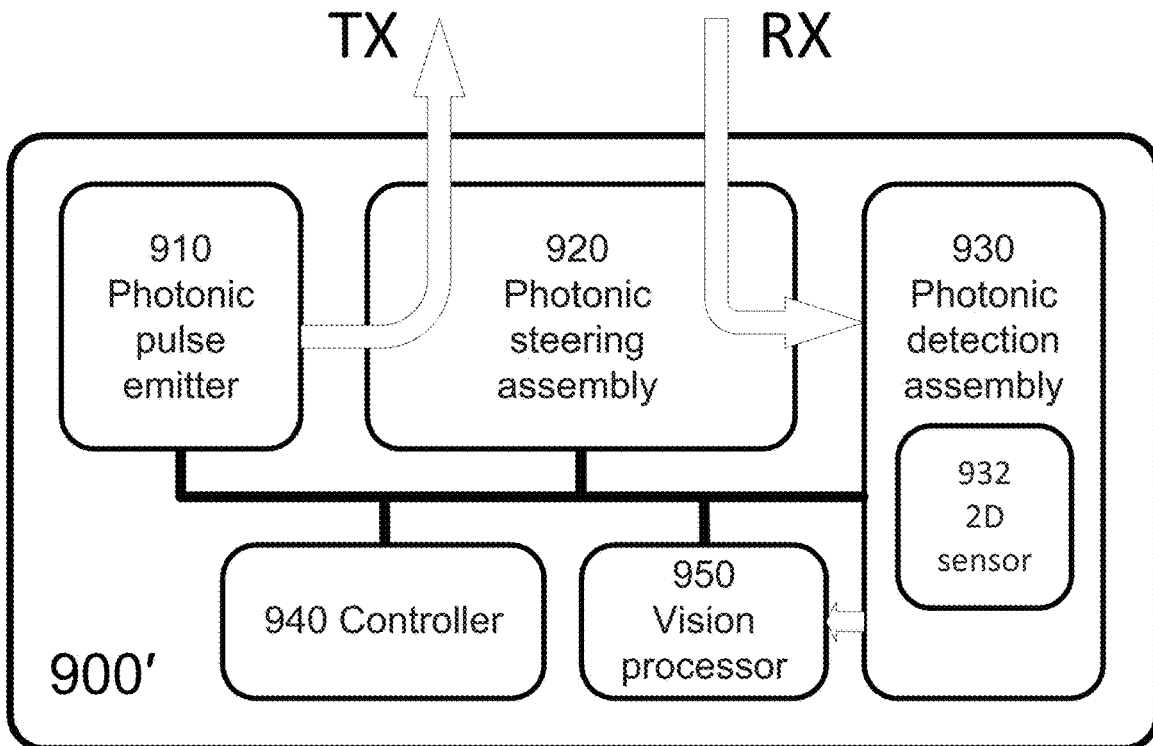 TX
RX
910
Photonic
pulse
emitter
920
Photonic
steering
assembly
930
Photonic
detection
assembly
932
2D
sensor
940 Controller
950
Vision
processor
900′